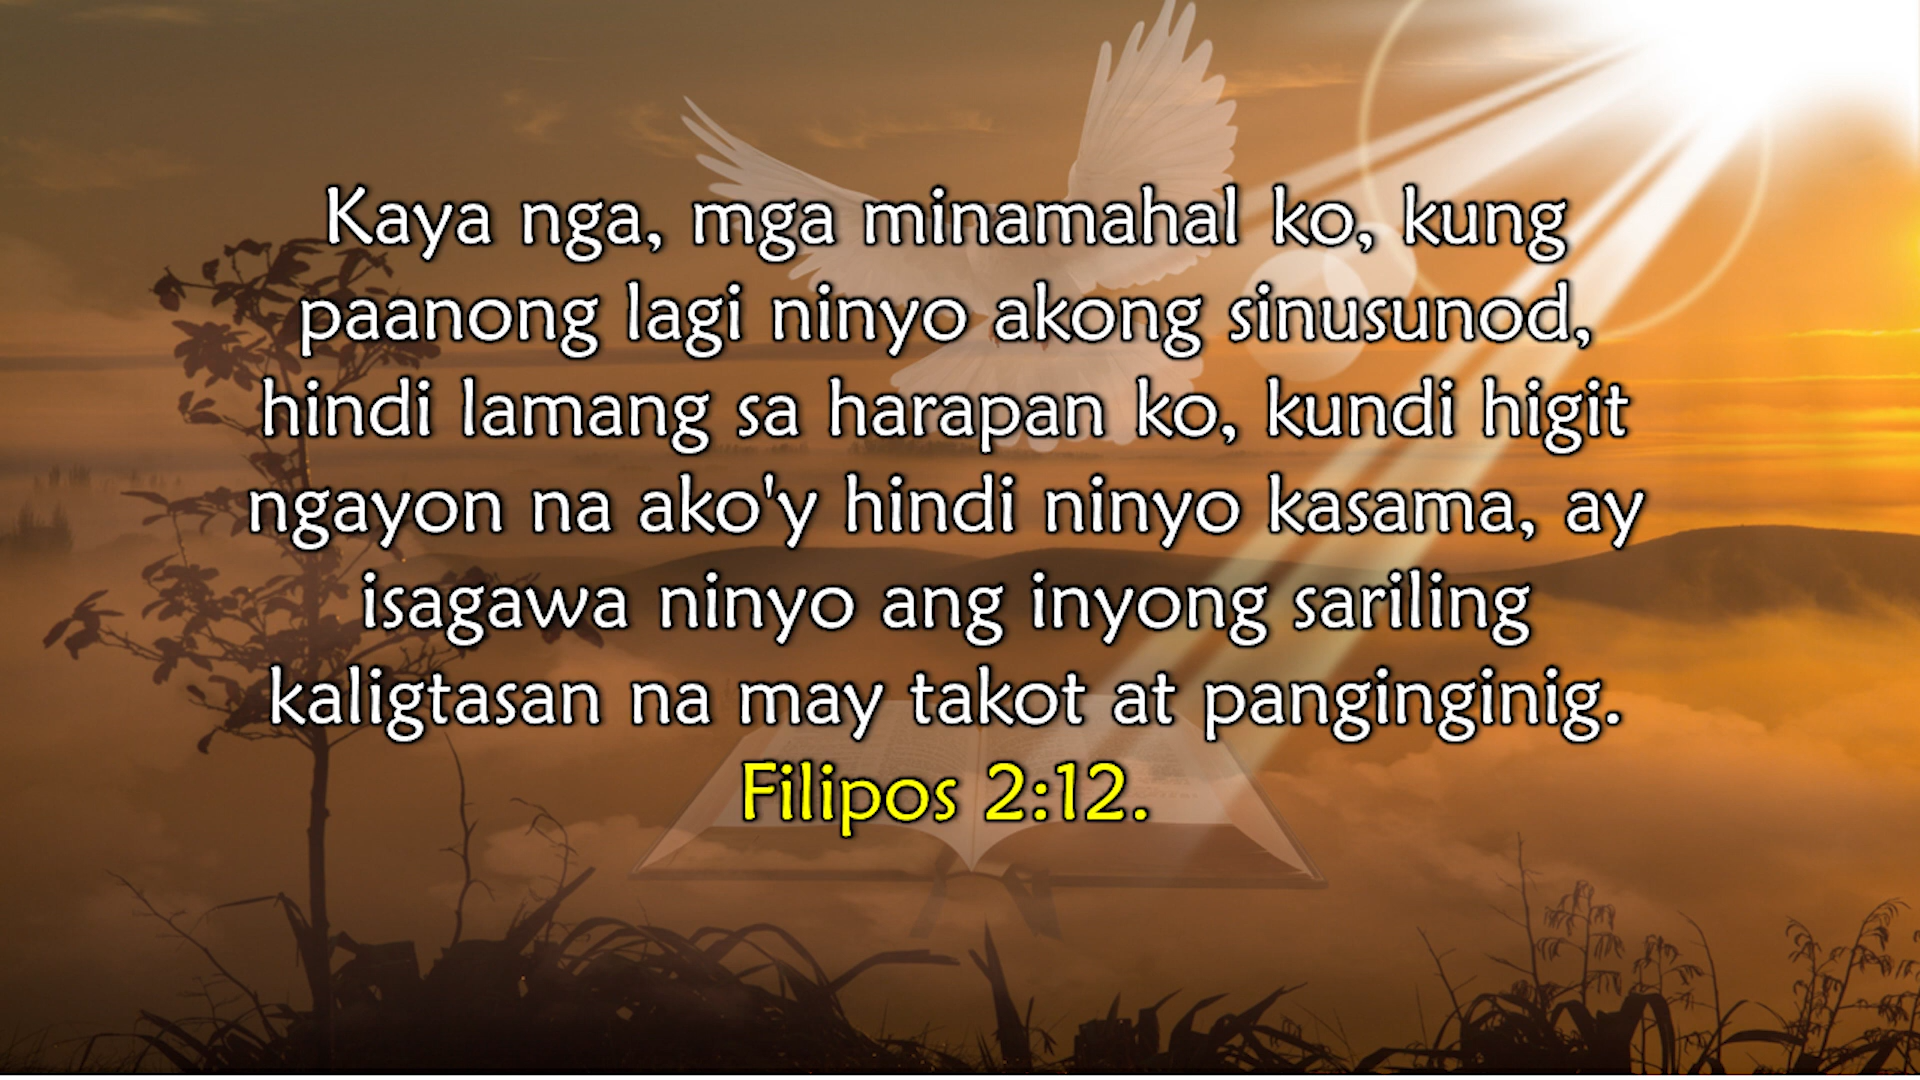 Kaya nga, mga minamahal ko, kung
paanong lagi ninyo akong sinusunod,
hindi lamang sa harapan ko, kundi higit
ngayon na ako'y hindi ninyo kasama, ay
isagawa ninyo ang inyong sariling
kaligtasan na may takot at panginginig.
Filipos 2:12.